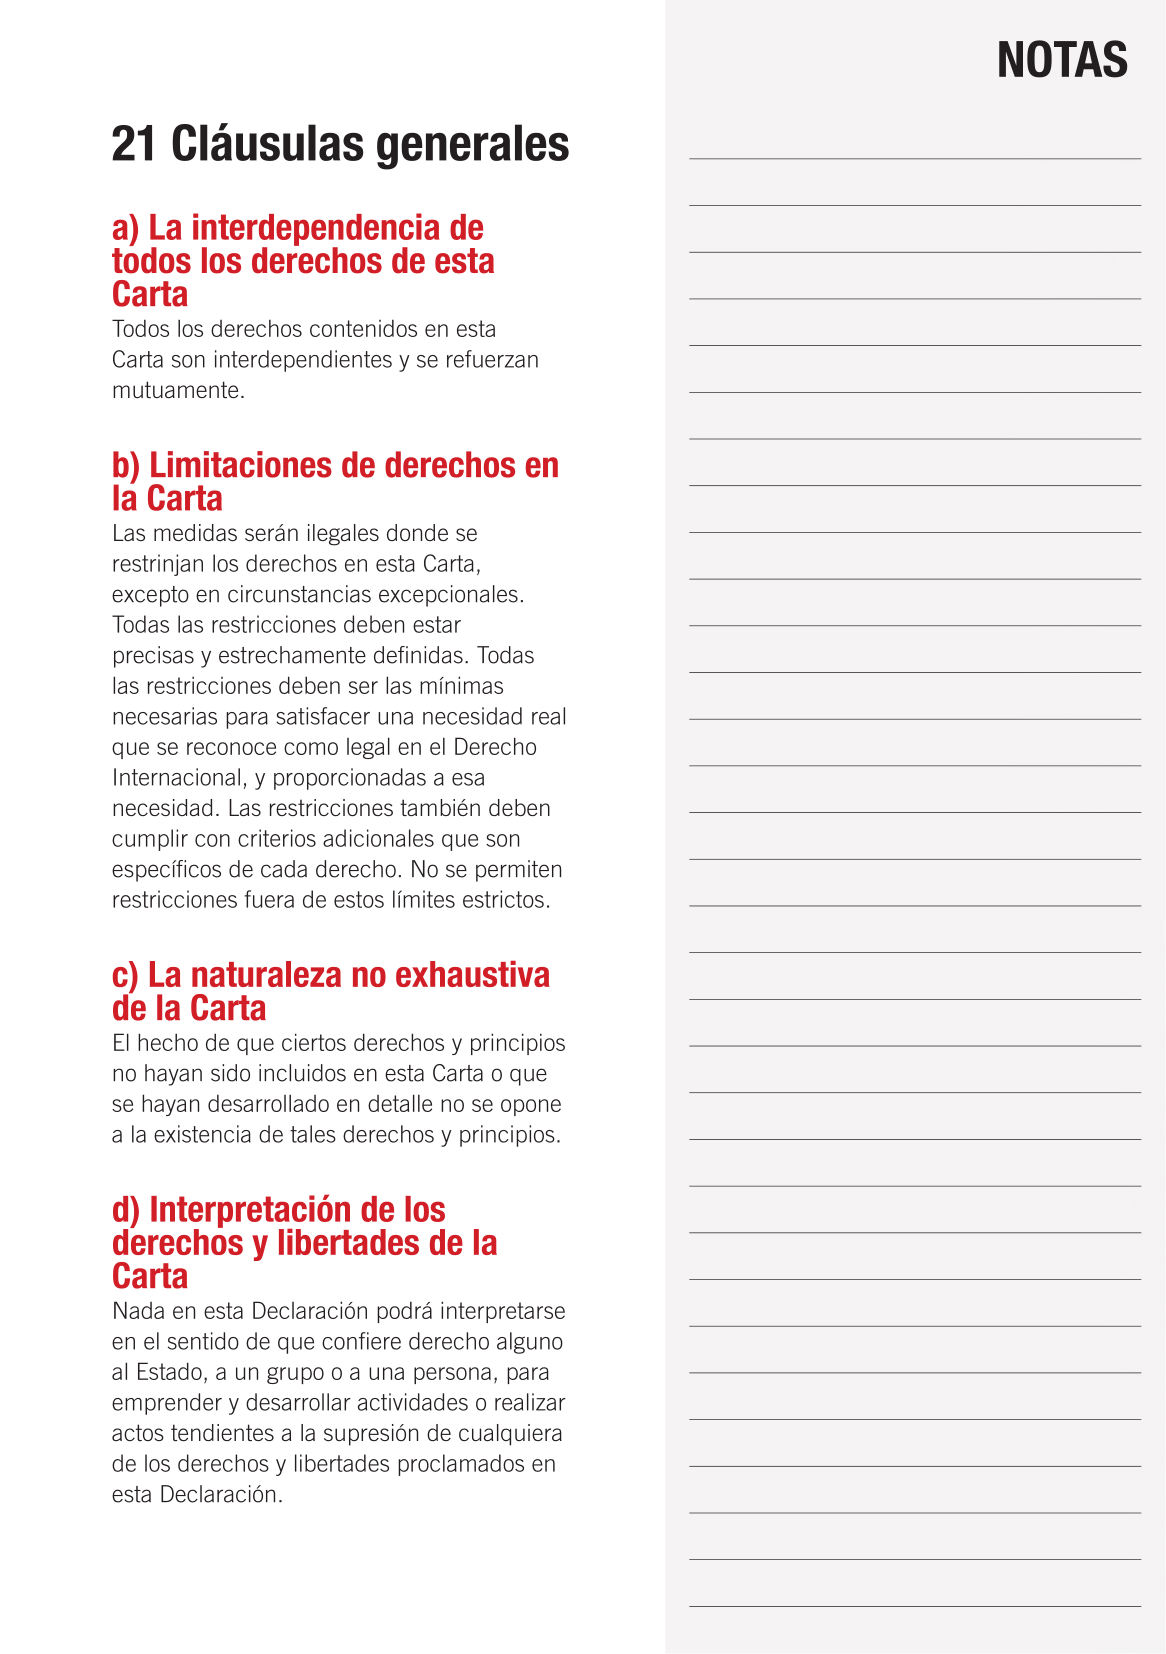 21 Cláusulas generales
a) La interdependencia de
todos los derechos de esta
Carta
Todos los derechos contenidos en esta
Carta son interdependientes y se refuerzan
mutuamente.
b) Limitaciones de derechos en
la Carta
Las medidas serán ilegales donde se
restrinjan los derechos en esta Carta,
excepto en circunstancias excepcionales.
Todas las restricciones deben estar
precisas y estrechamente definidas. Todas
las restricciones deben ser las mínimas
necesarias para satisfacer una necesidad real
que se reconoce como legal en el Derecho
Internacional, y proporcionadas a esa
necesidad. Las restricciones también deben
cumplir con criterios adicionales que son
específicos de cada derecho. No se permiten
restricciones fuera de estos límites estrictos.
c) La naturaleza no exhaustiva
de la Carta
El hecho de que ciertos derechos y principios
no hayan sido incluidos en esta Carta o que
se hayan desarrollado en detalle no se opone
a la existencia de tales derechos y principios.
d) Interpretación de los
derechos y libertades de la
Carta
Nada en esta Declaración podrá interpretarse
en el sentido de que confiere derecho alguno
al Estado, a un grupo o a una persona, para
emprender y desarrollar actividades o realizar
actos tendientes a la supresión de cualquiera
de los derechos y libertades proclamados en
esta Declaración.
NOTAS